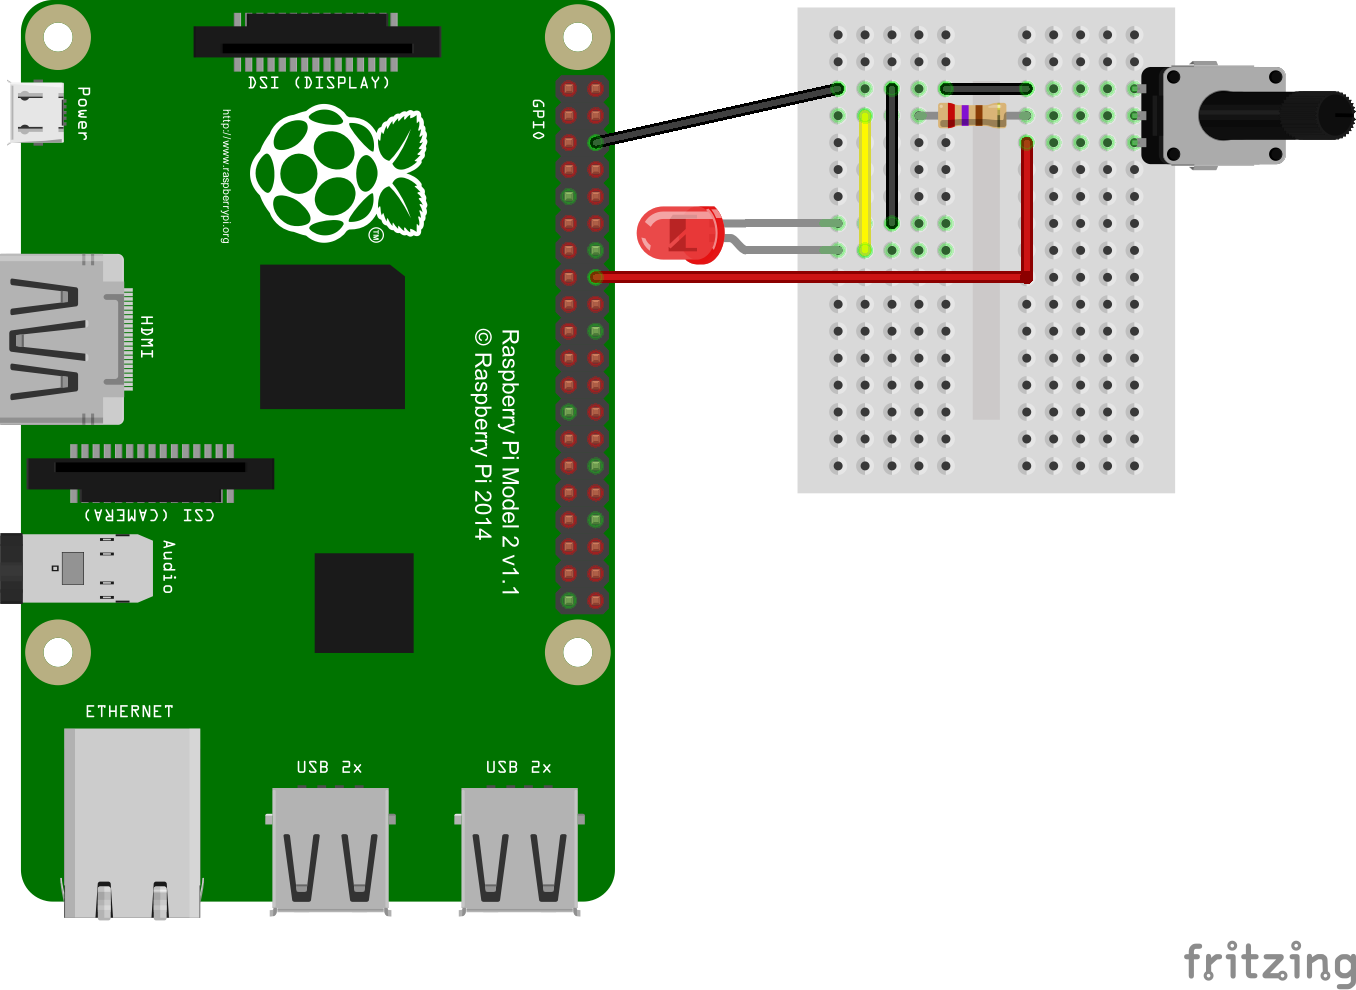 DSI (DISPLAY)
Power
GPIO
http://www.raspberrypi.org
TM
HDMI
Raspberry Pi Model 2 v1.1
© Raspberry Pi 2014
CSI (CAMERA)
Audio
ETHERNET
USB 2x
USB 2x
fritzing